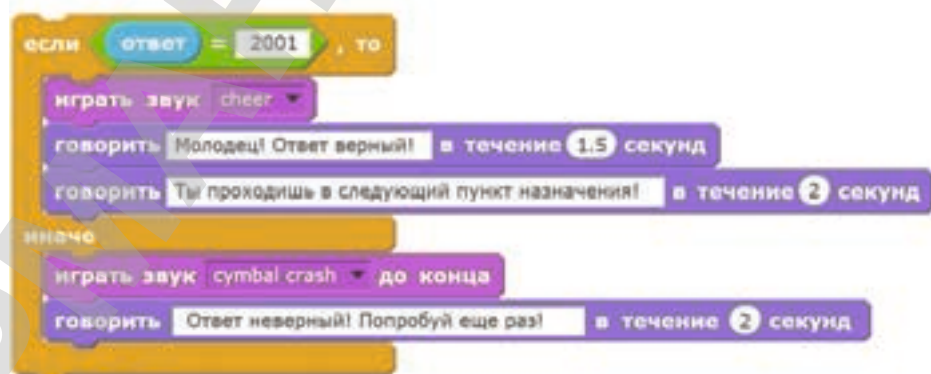 если ответ = 2001 , то
играть звук cheer
говорить Молодец! Ответ верный! в течение 1.5 секунд
говорить Ты проходишь в следующий пункт назначения! в течение 2 секунд
иначе
играть звук cymbal crash до конца
говорить Ответ неверный! Попробуй еще раз! в течение 2 секунд